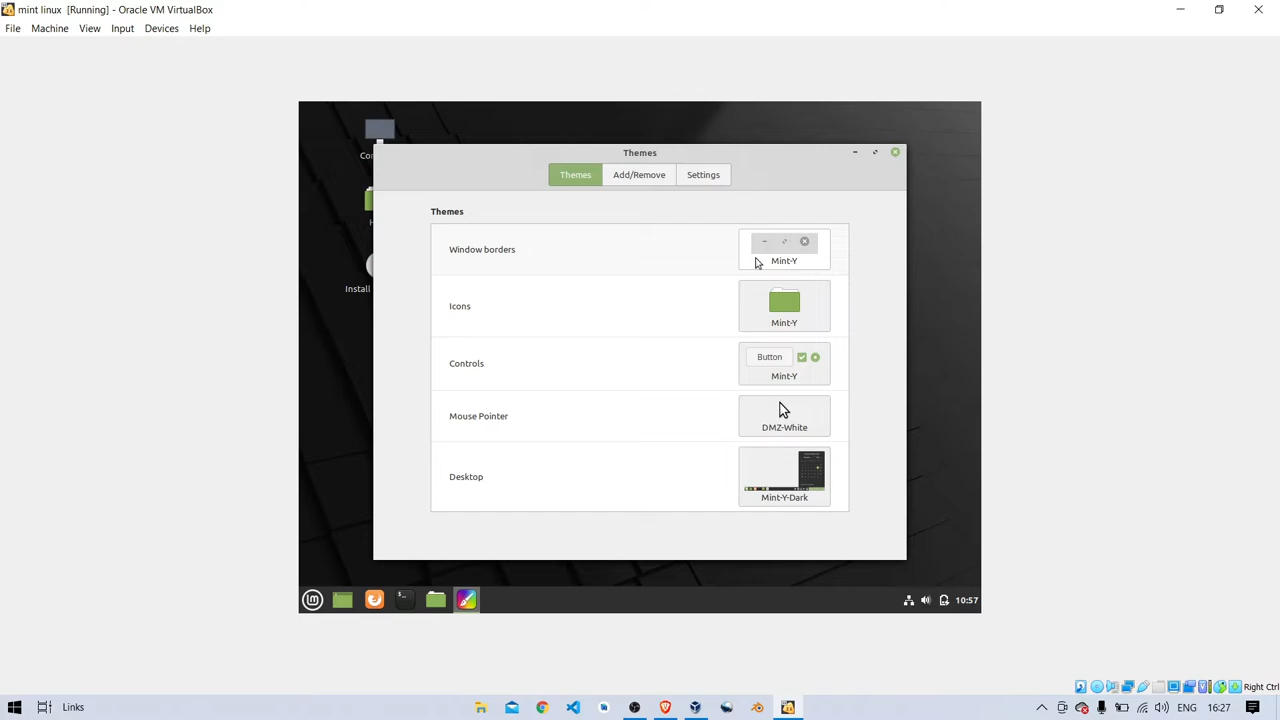 mint linux [Running] - Oracle VM VirtualBox
File Machine View Input Devices Help
Themes
Themes Add/Remove Settings
Themes
Window borders
Mint-Y
Icons
Mint-Y
Controls
Button
Mint-Y
Mouse Pointer
DMZ-White
Desktop
Mint-Y-Dark
Install
10:57
Right Ctrl
Links
ENG 16:27